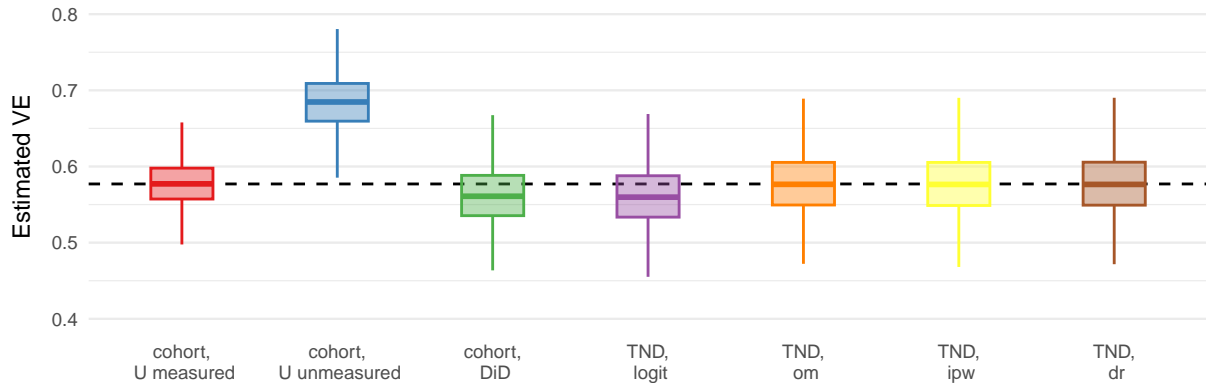 Estimated VE
0.8
0.7
0.6
0.5
0.4
cohort,
U measured
cohort,
U unmeasured
cohort,
DiD
TND,
logit
TND,
om
TND,
ipw
TND,
dr